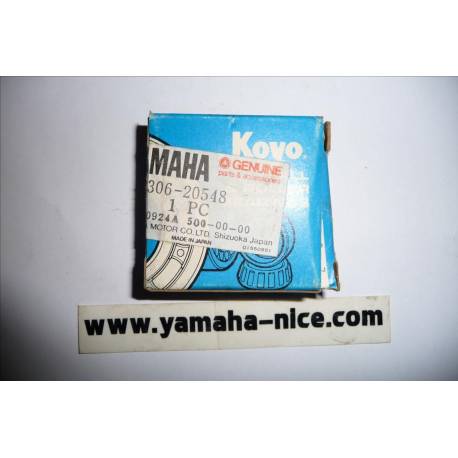 Koyo
MAHA GENUINE
parts & accessories
306-20548
1 PC
0924A 500-00-00
MOTOR CO.,LTD. Shizuoka Japan
MADE IN JAPAN
www.yamaha-nice.com